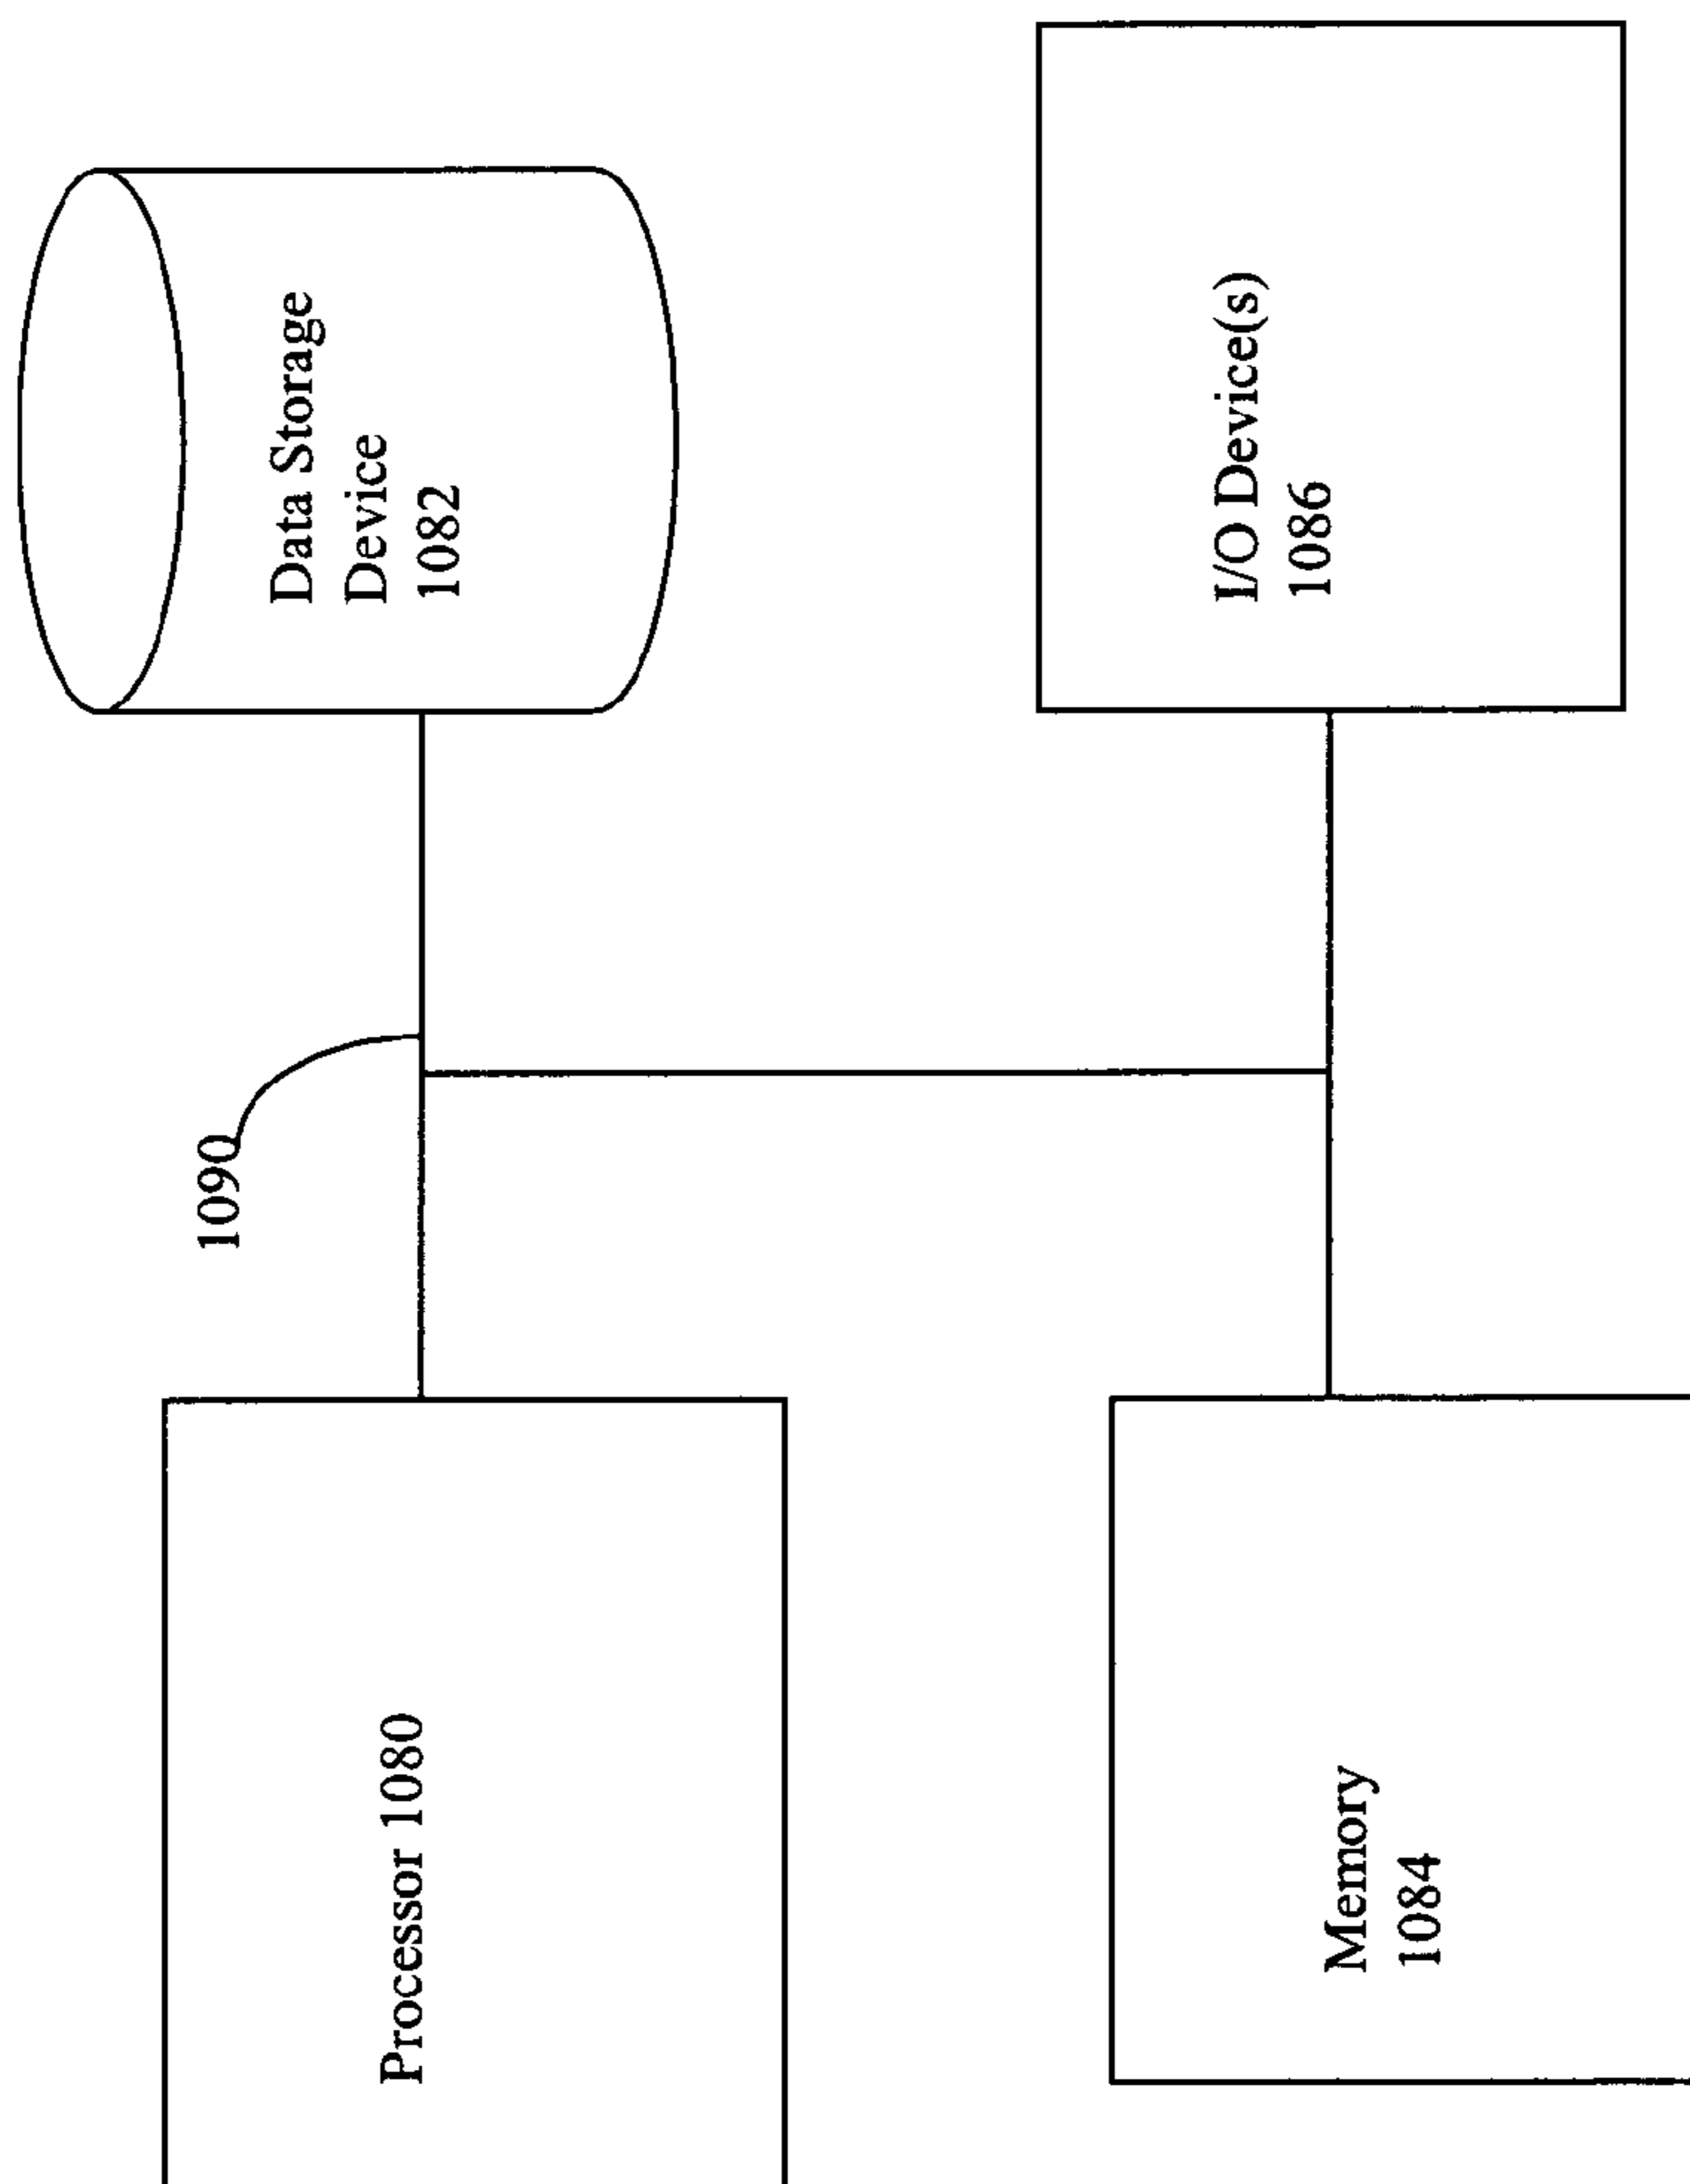 Processor 1080
1090
Data Storage
Device
1082
Memory
1084
I/O Device(s)
1086